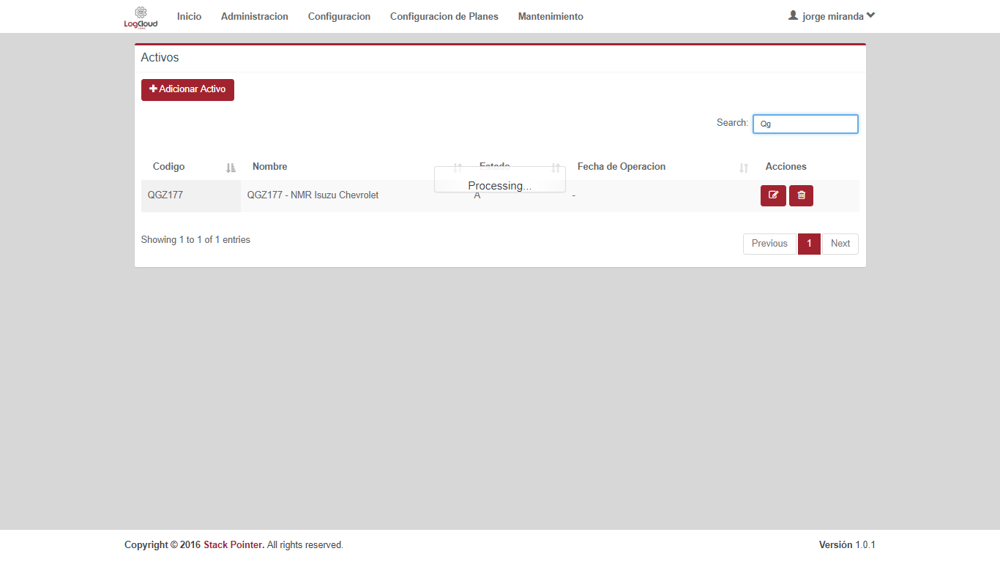 LogCloud
Inicio Administracion Configuracion Configuracion de Planes Mantenimiento jorge miranda
Activos
Adicionar Activo
Search: Qg
Codigo Nombre Estado Fecha de Operacion Acciones
Processing...
QGZ177 QGZ177 - NMR Isuzu Chevrolet A -
Showing 1 to 1 of 1 entries
Previous 1 Next
Copyright © 2016 Stack Pointer. All rights reserved. Versión 1.0.1